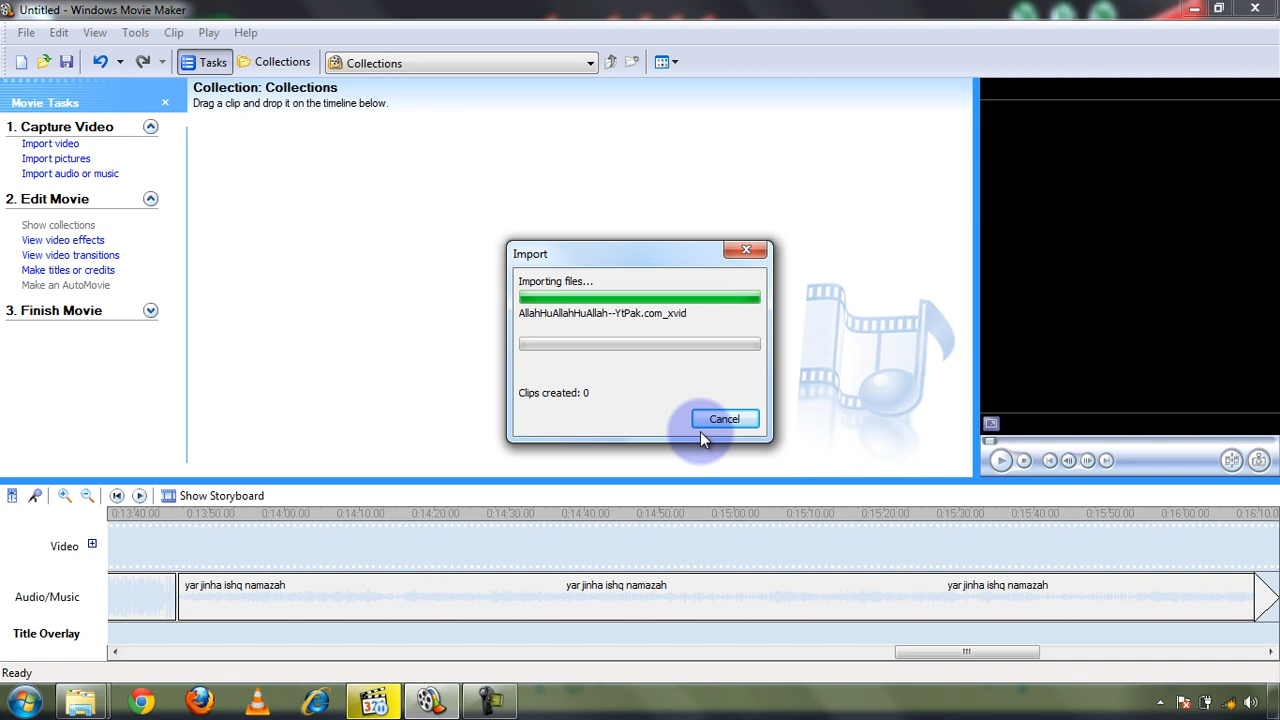 Untitled - Windows Movie Maker
File Edit View Tools Clip Play Help
Tasks Collections Collections
Movie Tasks
Collection: Collections
Drag a clip and drop it on the timeline below.
1. Capture Video
Import video
Import pictures
Import audio or music
2. Edit Movie
Show collections
View video effects
View video transitions
Make titles or credits
Make an AutoMovie
3. Finish Movie
Import
Importing files...
AllahHuAllahHuAllah--YtPak.com_xvid
Clips created: 0
Cancel
Show Storyboard
0:13:40.00 0:13:50.00 0:14:00.00 0:14:10.00 0:14:20.00 0:14:30.00 0:14:40.00 0:14:50.00 0:15:00.00 0:15:10.00 0:15:20.00 0:15:30.00 0:15:40.00 0:15:50.00 0:16:00.00 0:16:10.0
Video
Audio/Music
yar jinha ishq namazah yar jinha ishq namazah yar jinha ishq namazah
Title Overlay
Ready